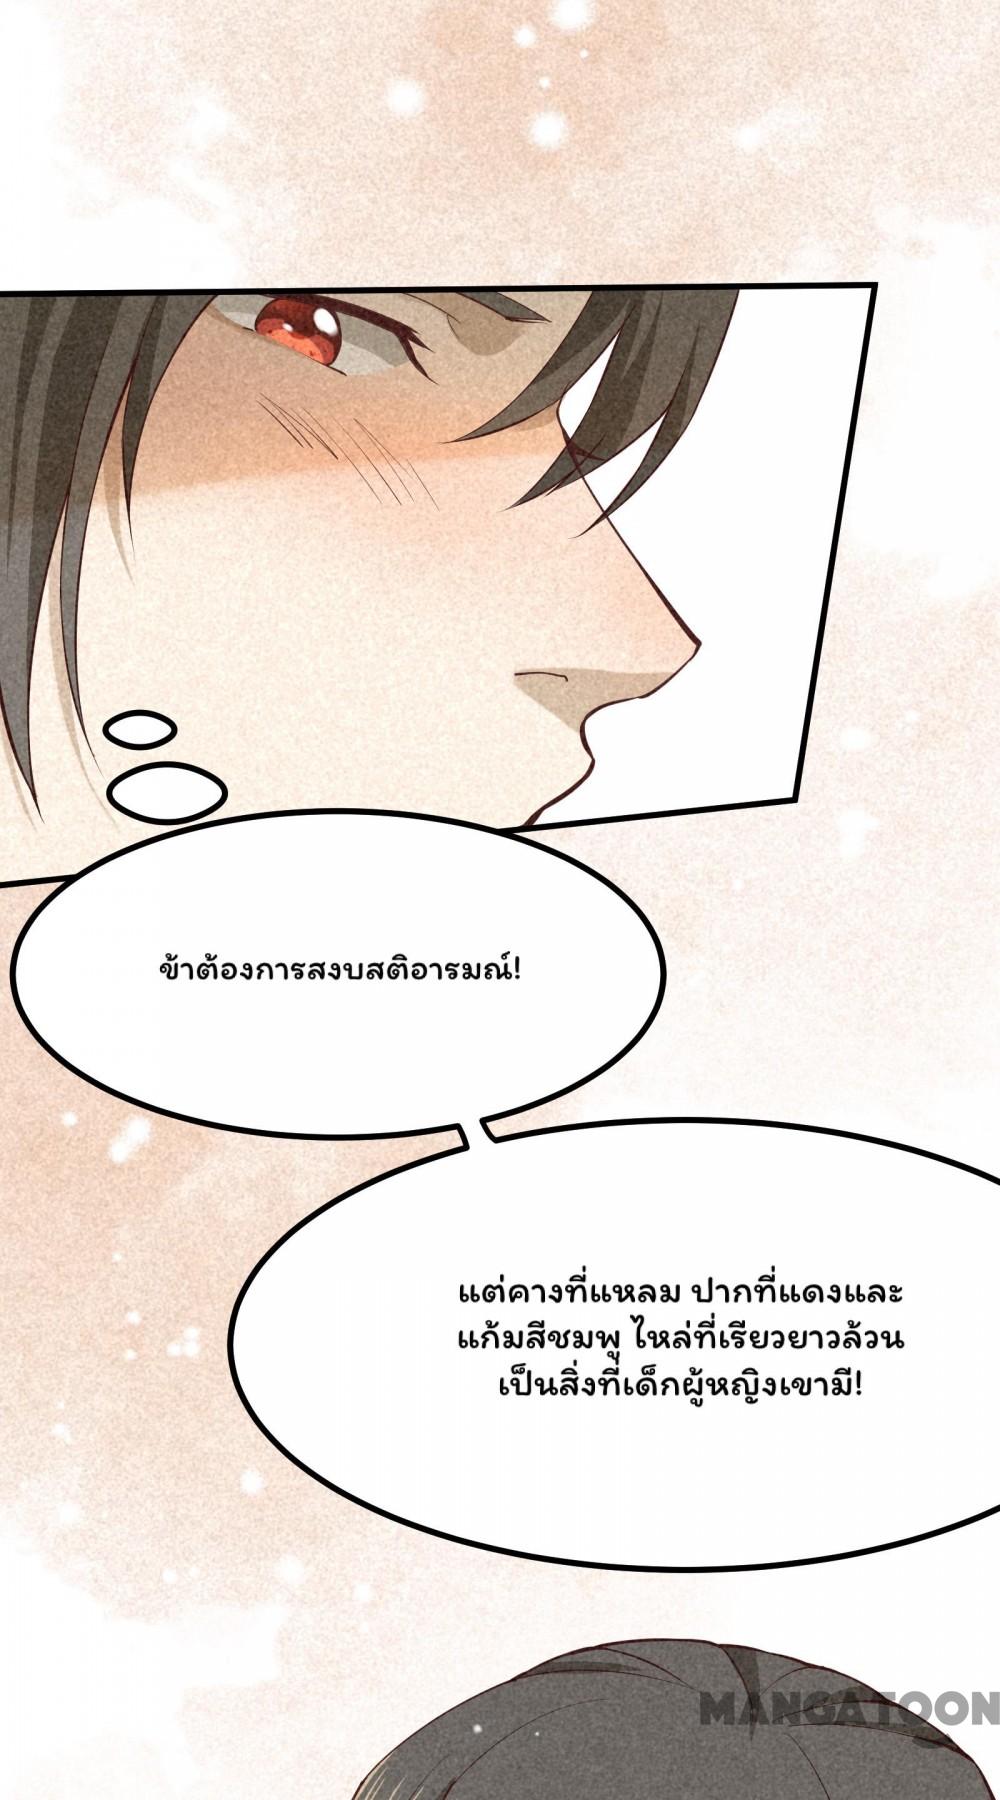 ข้าต้องการสงบสติอารมณ์!
แต่คางที่แหลม ปากที่แดงและ
แก้มสีชมพู ไหล่ที่เรียวยาวล้วน
เป็นสิ่งที่เด็กผู้หญิงเขามี!
MANGATOON